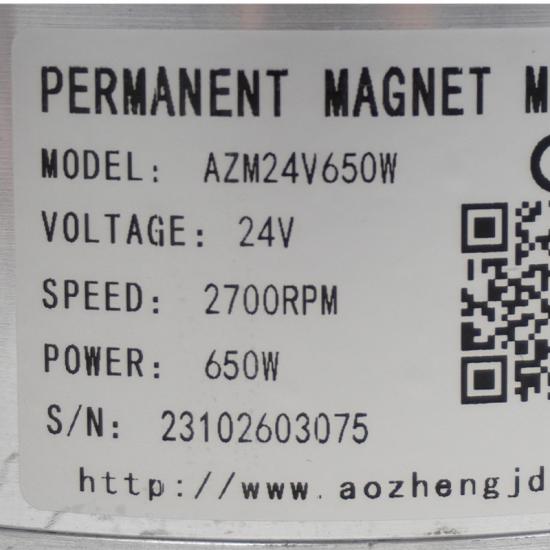 PERMANENT MAGNET M
MODEL: AZM24V650W
VOLTAGE: 24V
SPEED: 2700RPM
POWER: 650W
S/N: 23102603075
http://www.aozhengjd